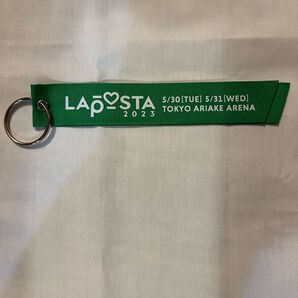 LAPOSTA
2023
5/30[TUE] 5/31[WED]
TOKYO ARIAKE ARENA